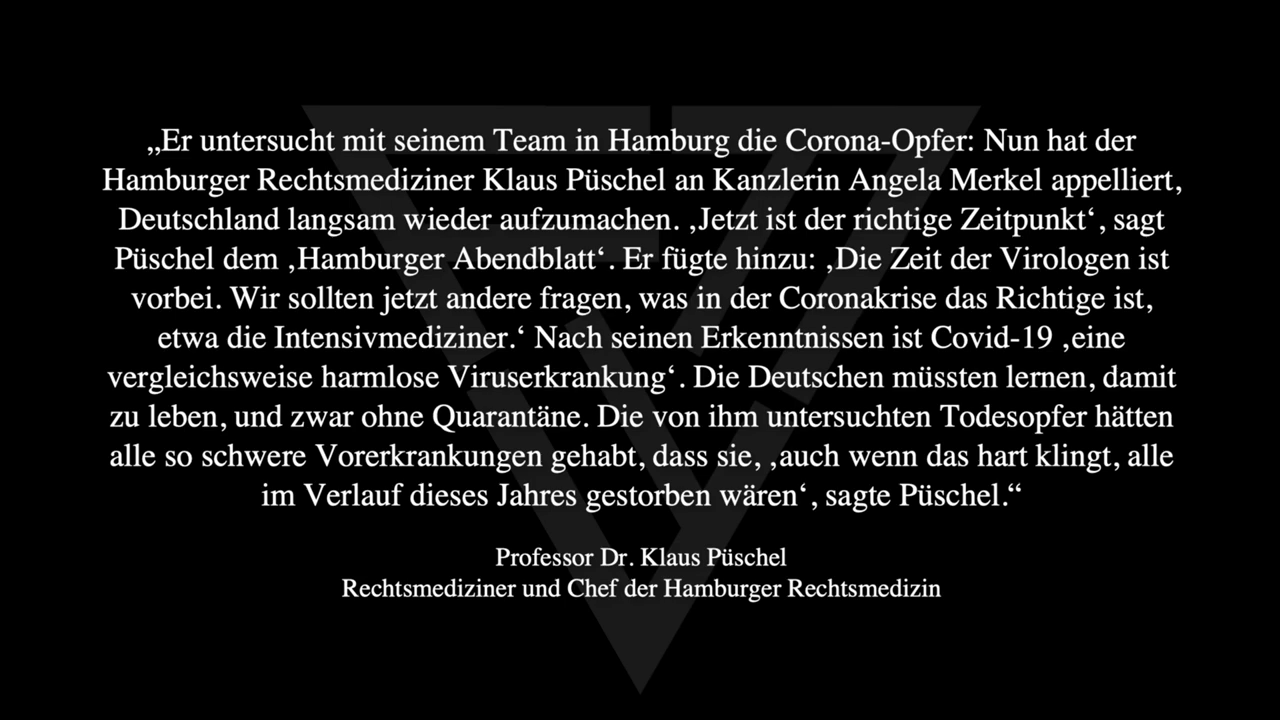 „Er untersucht mit seinem Team in Hamburg die Corona-Opfer: Nun hat der
Hamburger Rechtsmediziner Klaus Püschel an Kanzlerin Angela Merkel appelliert,
Deutschland langsam wieder aufzumachen. ‚Jetzt ist der richtige Zeitpunkt‘, sagt
Püschel dem ‚Hamburger Abendblatt‘. Er fügte hinzu: ‚Die Zeit der Virologen ist
vorbei. Wir sollten jetzt andere fragen, was in der Coronakrise das Richtige ist,
etwa die Intensivmediziner.‘ Nach seinen Erkenntnissen ist Covid-19 ‚eine
vergleichsweise harmlose Viruserkrankung‘. Die Deutschen müssten lernen, damit
zu leben, und zwar ohne Quarantäne. Die von ihm untersuchten Todesopfer hätten
alle so schwere Vorerkrankungen gehabt, dass sie, ‚auch wenn das hart klingt, alle
im Verlauf dieses Jahres gestorben wären‘, sagte Püschel.“
Professor Dr. Klaus Püschel
Rechtsmediziner und Chef der Hamburger Rechtsmedizin